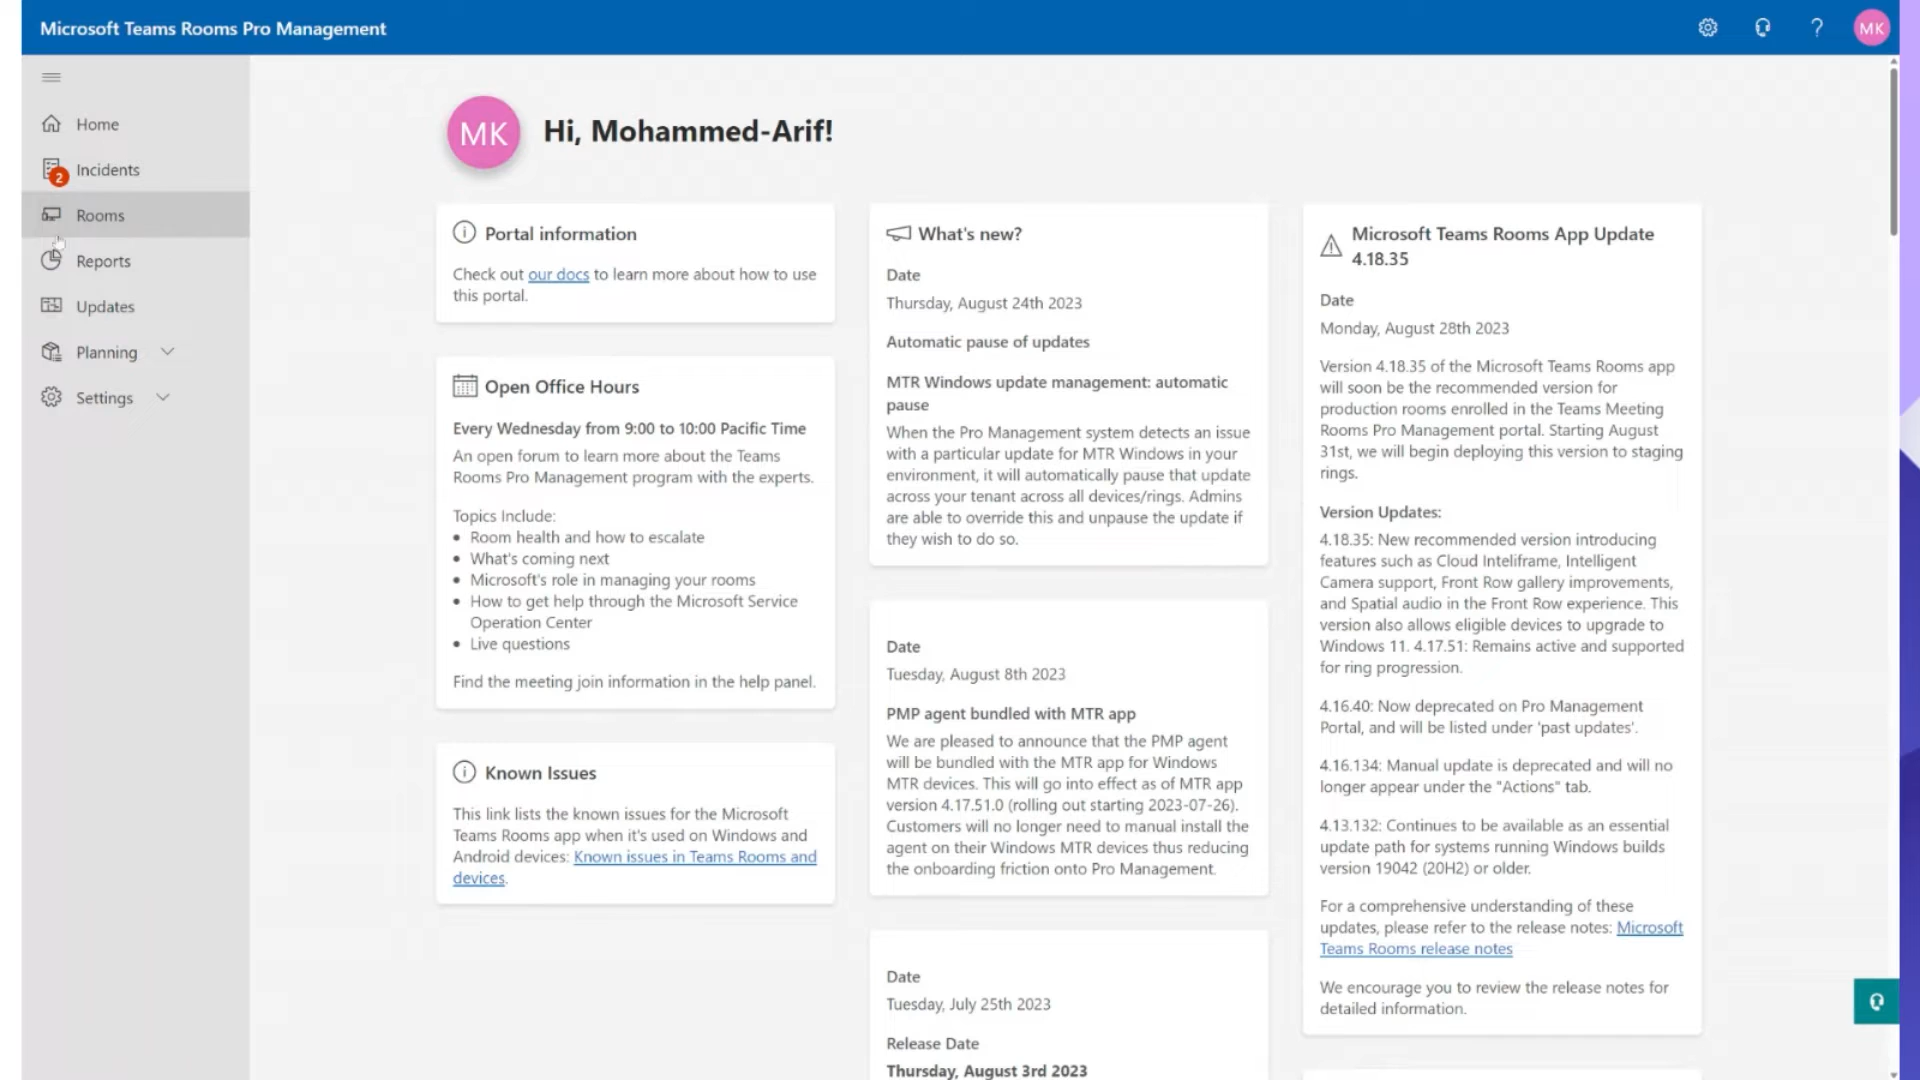 Microsoft Teams Rooms Pro Management
MK
Home
2
Incidents
Rooms
Reports
Updates
Planning
Settings
MK
Hi, Mohammed-Arif!
Portal information
Check out our docs to learn more about how to use
this portal.
Open Office Hours
Every Wednesday from 9:00 to 10:00 Pacific Time
An open forum to learn more about the Teams
Rooms Pro Management program with the experts.
Topics Include:
• Room health and how to escalate
• What's coming next
• Microsoft's role in managing your rooms
• How to get help through the Microsoft Service
Operation Center
• Live questions
Find the meeting join information in the help panel.
Known Issues
This link lists the known issues for the Microsoft
Teams Rooms app when it's used on Windows and
Android devices: Known issues in Teams Rooms and
devices.
What's new?
Date
Thursday, August 24th 2023
Automatic pause of updates
MTR Windows update management: automatic
pause
When the Pro Management system detects an issue
with a particular update for MTR Windows in your
environment, it will automatically pause that update
across your tenant across all devices/rings. Admins
are able to override this and unpause the update if
they wish to do so.
Date
Tuesday, August 8th 2023
PMP agent bundled with MTR app
We are pleased to announce that the PMP agent
will be bundled with the MTR app for Windows
MTR devices. This will go into effect as of MTR app
version 4.17.51.0 (rolling out starting 2023-07-26).
Customers will no longer need to manual install the
agent on their Windows MTR devices thus reducing
the onboarding friction onto Pro Management.
Date
Tuesday, July 25th 2023
Release Date
Thursday, August 3rd 2023
Microsoft Teams Rooms App Update
4.18.35
Date
Monday, August 28th 2023
Version 4.18.35 of the Microsoft Teams Rooms app
will soon be the recommended version for
production rooms enrolled in the Teams Meeting
Rooms Pro Management portal. Starting August
31st, we will begin deploying this version to staging
rings.
Version Updates:
4.18.35: New recommended version introducing
features such as Cloud Inteliframe, Intelligent
Camera support, Front Row gallery improvements,
and Spatial audio in the Front Row experience. This
version also allows eligible devices to upgrade to
Windows 11. 4.17.51: Remains active and supported
for ring progression.
4.16.40: Now deprecated on Pro Management
Portal, and will be listed under 'past updates'.
4.16.134: Manual update is deprecated and will no
longer appear under the "Actions" tab.
4.13.132: Continues to be available as an essential
update path for systems running Windows builds
version 19042 (20H2) or older.
For a comprehensive understanding of these
updates, please refer to the release notes: Microsoft
Teams Rooms release notes
We encourage you to review the release notes for
detailed information.